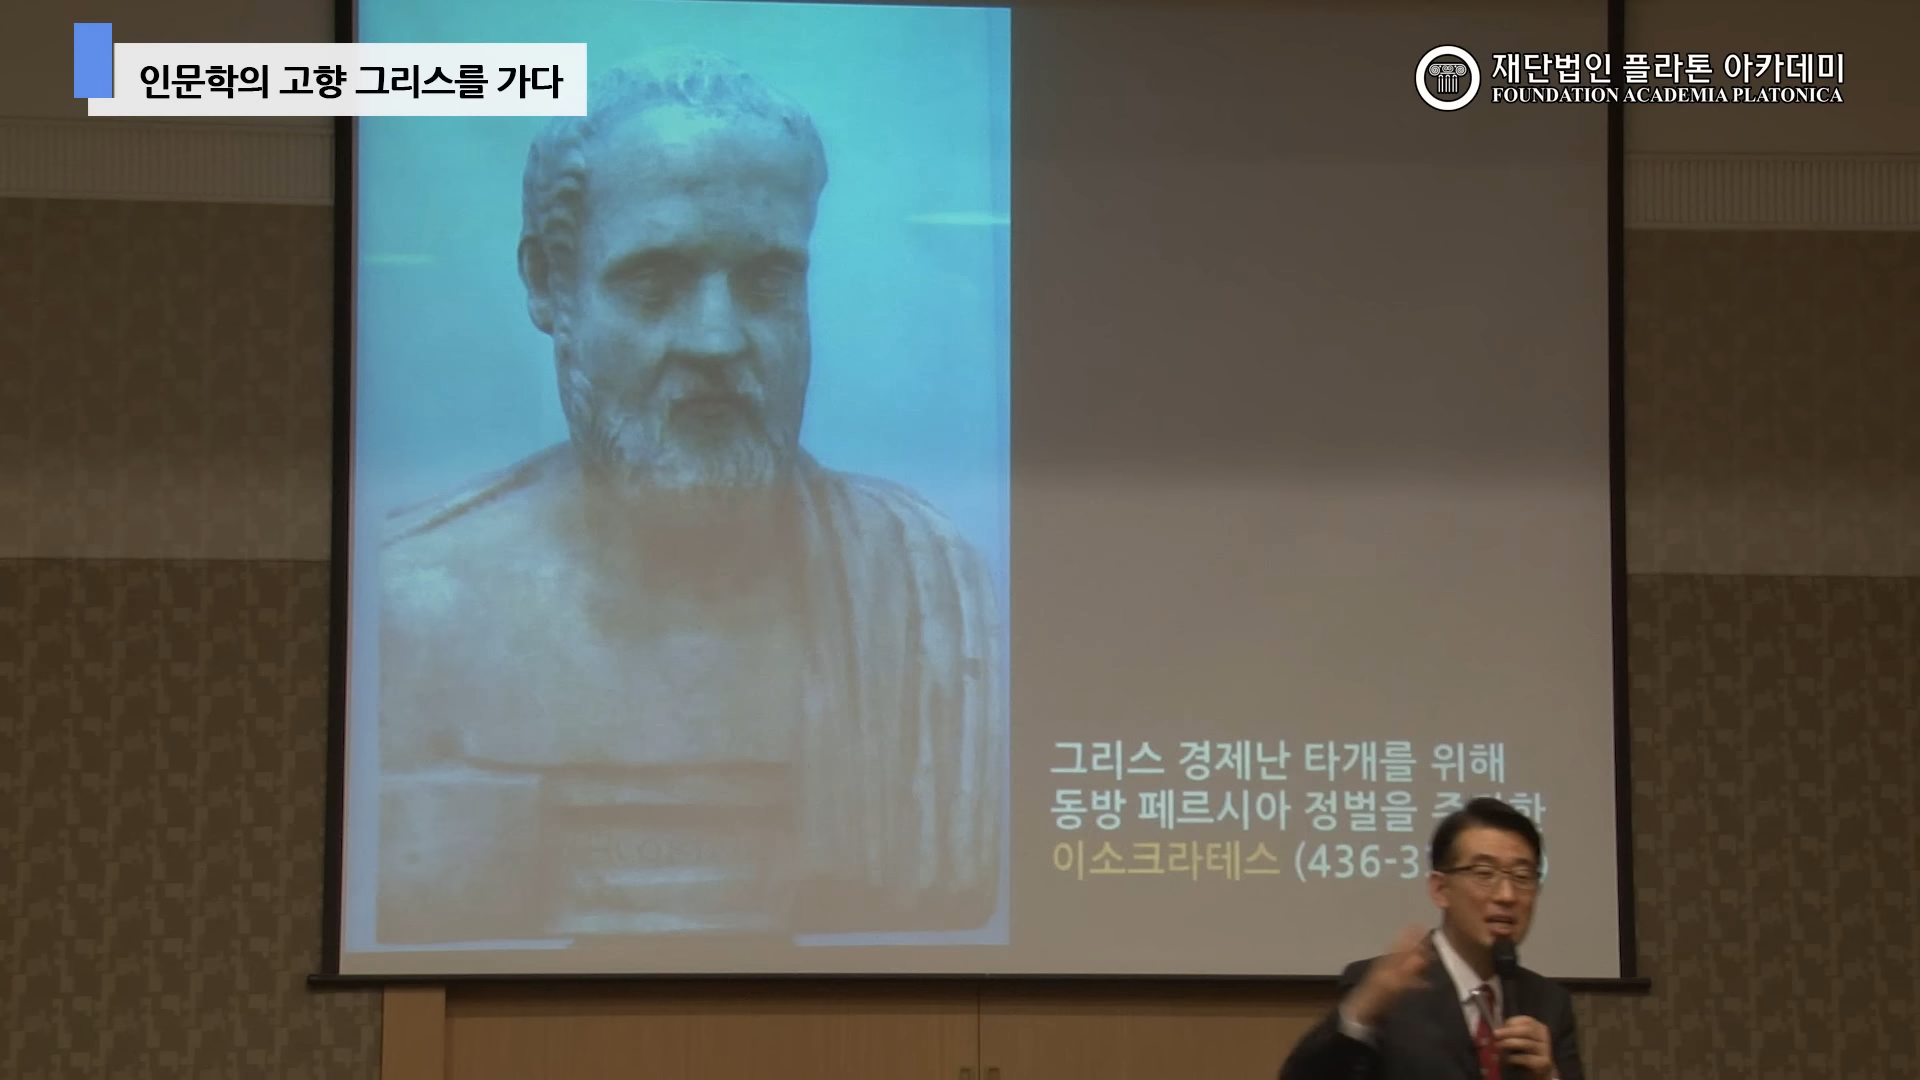 인문학의 고향 그리스를 가다
재단법인 플라톤 아카데미
FOUNDATION ACADEMIA PLATONICA
그리스 경제난 타개를 위해
동방 페르시아 정벌을
이소크라테스